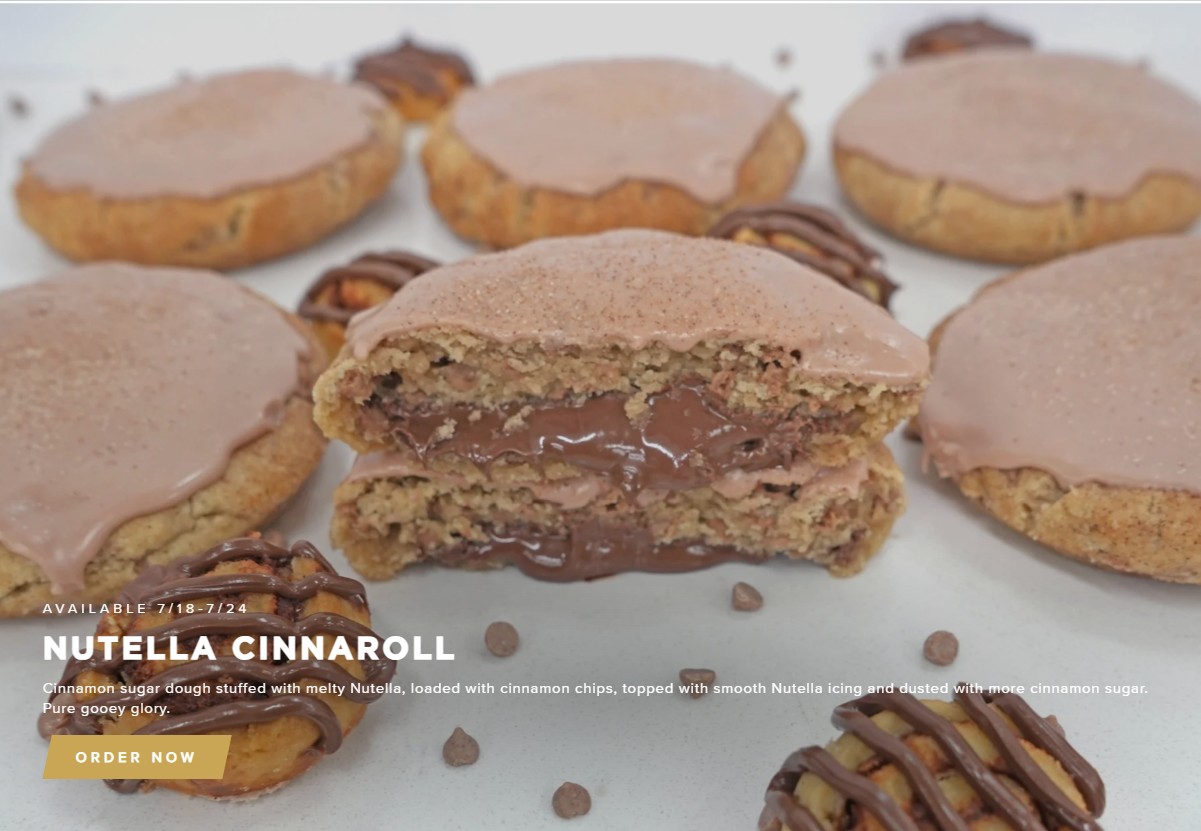 AVAILABLE 7/18-7/24
NUTELLA CINNAROLL
Cinnamon sugar dough stuffed with melty Nutella, loaded with cinnamon chips, topped with smooth Nutella icing and dusted with more cinnamon sugar.
Pure gooey glory.
ORDER NOW